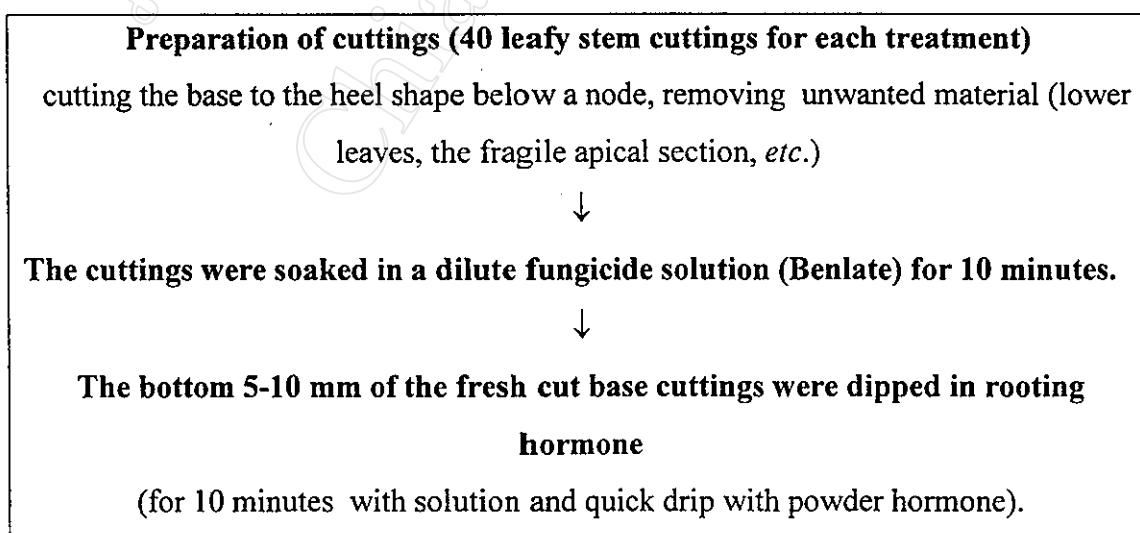 Preparation of cuttings (40 leafy stem cuttings for each treatment)
cutting the base to the heel shape below a node, removing unwanted material (lower
leaves, the fragile apical section, etc.)
↓
The cuttings were soaked in a dilute fungicide solution (Benlate) for 10 minutes.
↓
The bottom 5-10 mm of the fresh cut base cuttings were dipped in rooting
hormone
(for 10 minutes with solution and quick drip with powder hormone).